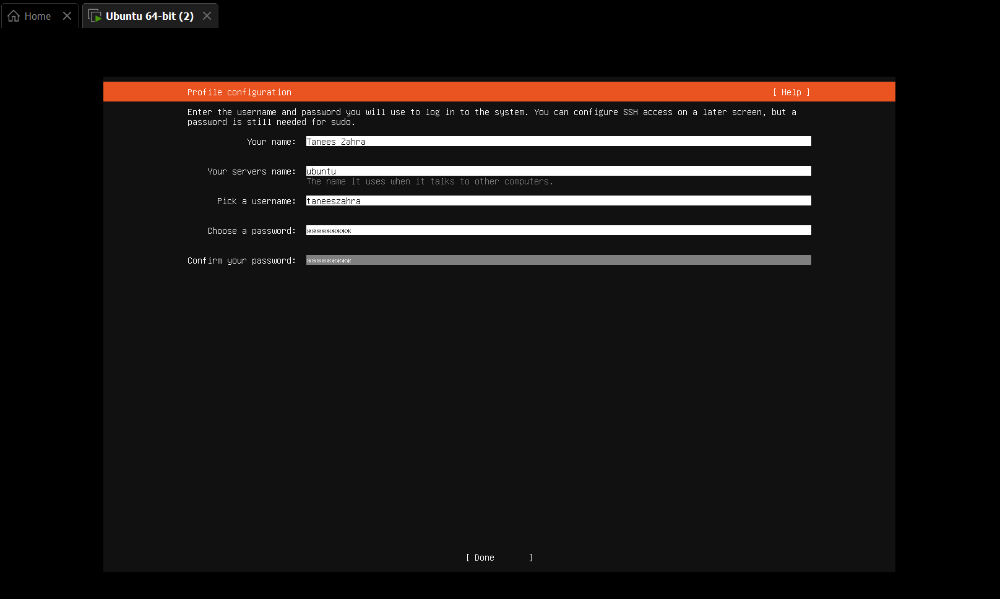 Home
Ubuntu 64-bit (2)
Profile configuration [ Help ]
Enter the username and password you will use to log in to the system. You can configure SSH access on a later screen, but a
password is still needed for sudo.
Your name: Tanees Zahra
Your servers name: ubuntu
The name it uses when it talks to other computers.
Pick a username: taneeszahra
Choose a password: *********
Confirm your password: *********
[ Done ]